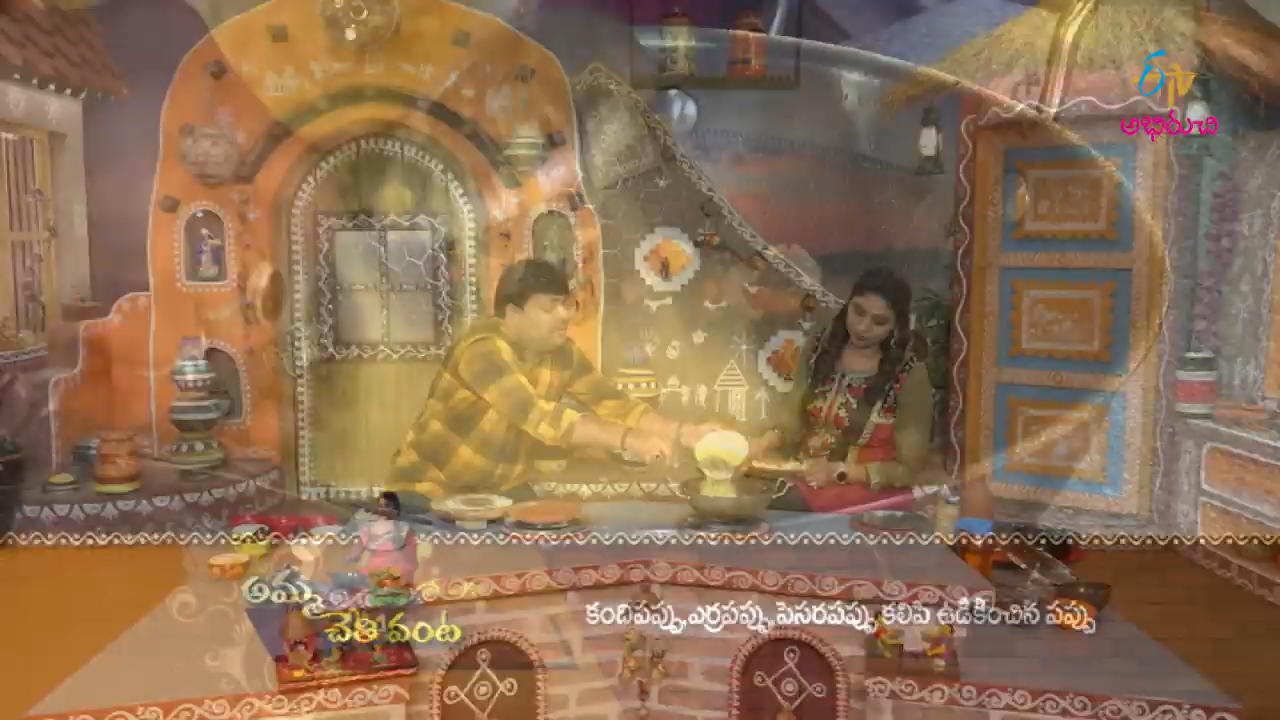 ETV
అభిరుచి
అమ్మ
చేతి వంట
కందిపప్పు,ఎర్రపప్పు,పెసరపప్పు కలిపి ఉడికించిన పప్పు